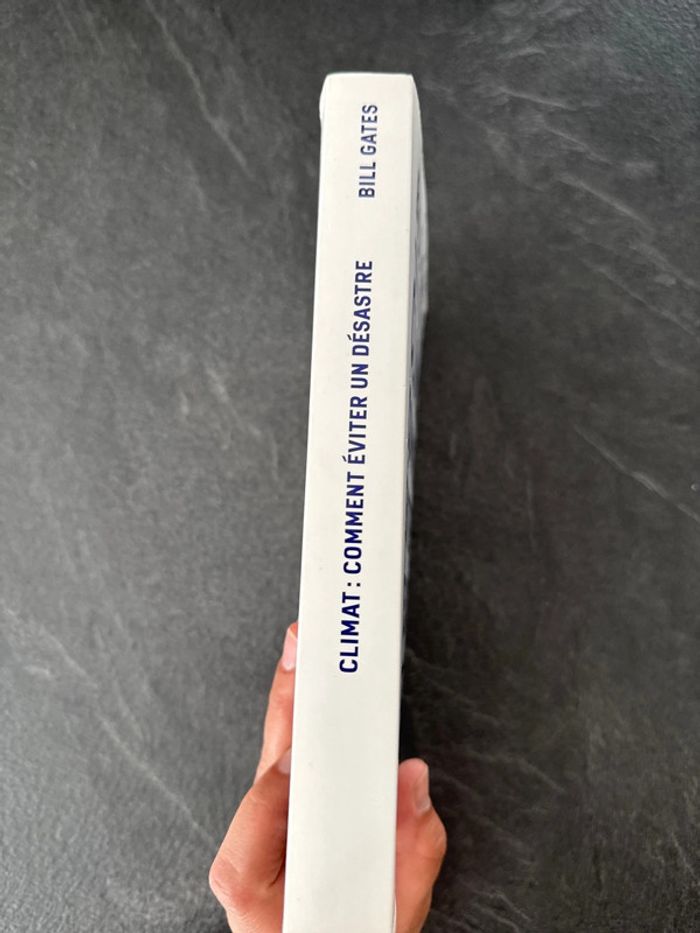 CLIMAT : COMMENT ÉVITER UN DÉSASTRE
BILL GATES